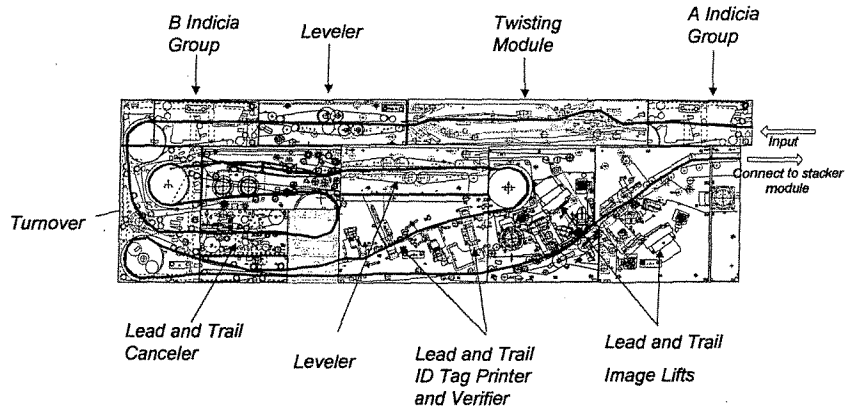 B Indicia
Group
Leveler
Twisting
Module
A Indicia
Group
Input
Connect to stacker
module
Turnover
Lead and Trail
Canceler
Leveler
Lead and Trail
ID Tag Printer
and Verifier
Lead and Trail
Image Lifts